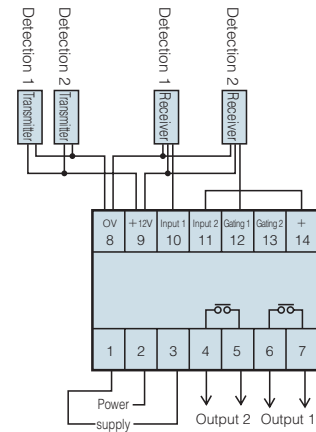 Detection 1
Detection 2
Detection 1
Detection 2
Transmitter
Transmitter
Receiver
Receiver
OV +12V Input 1 Input 2 Gating 1 Gating 2 +
8 9 10 11 12 13 14
1 2 3 4 5 6 7
Power
supply
Output 2 Output 1